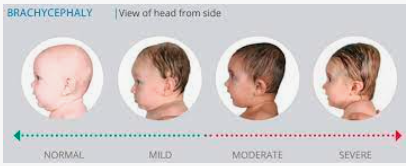 BRACHYCEPHALY | View of head from side
NORMAL MILD MODERATE SEVERE